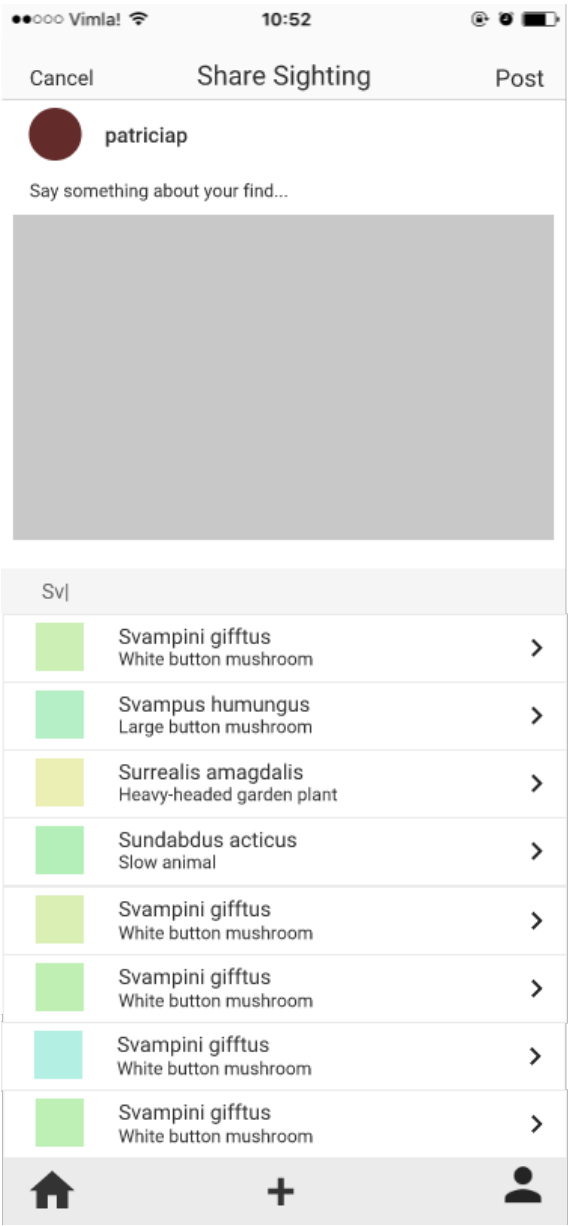 Vimla! 10:52
Cancel Share Sighting Post
patriciap
Say something about your find...
Sv|
Svampini gifftus
White button mushroom
Svampus humungus
Large button mushroom
Surrealis amagdalis
Heavy-headed garden plant
Sundabdus acticus
Slow animal
Svampini gifftus
White button mushroom
Svampini gifftus
White button mushroom
Svampini gifftus
White button mushroom
Svampini gifftus
White button mushroom